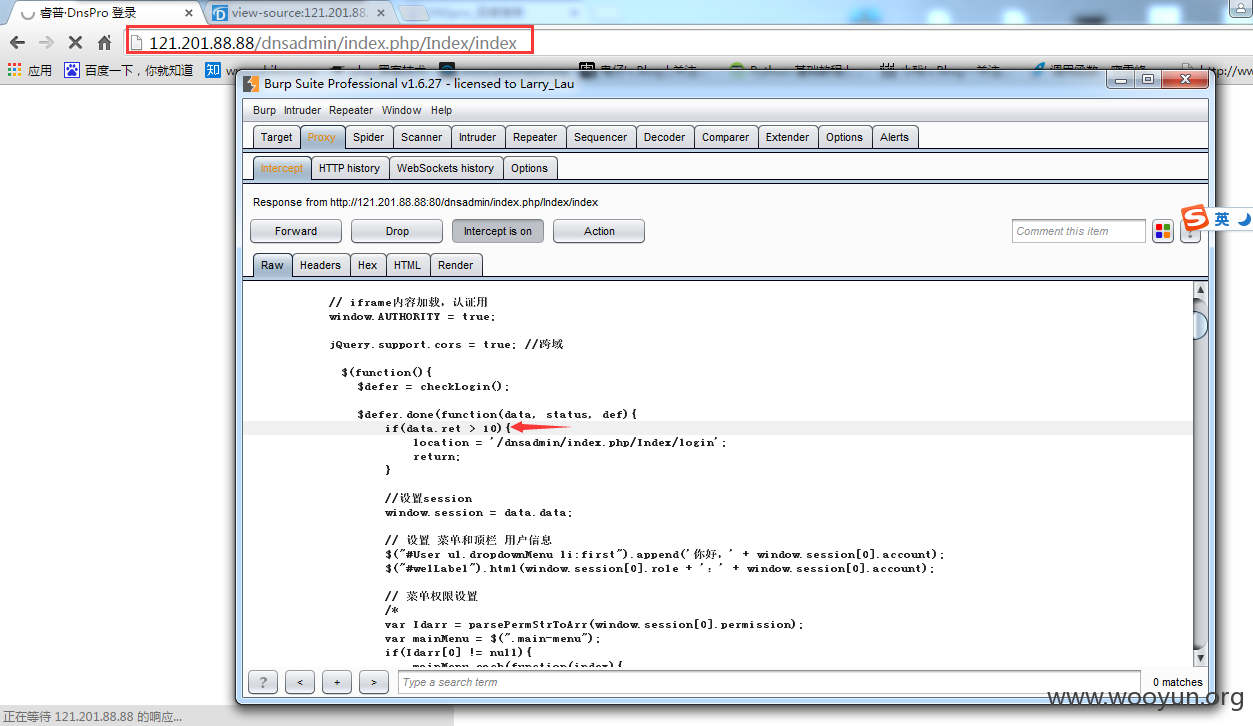 睿普·DnsPro 登录
view-source:121.201.88.
121.201.88.88/dnsadmin/index.php/Index/index
应用
百度一下，你就知道
知
Burp Suite Professional v1.6.27 - licensed to Larry_Lau
Burp Intruder Repeater Window Help
Target Proxy Spider Scanner Intruder Repeater Sequencer Decoder Comparer Extender Options Alerts
Intercept HTTP history WebSockets history Options
Response from http://121.201.88.88:80/dnsadmin/index.php/Index/index
Forward Drop Intercept is on Action Comment this item
英
Raw Headers Hex HTML Render
// iframe内容加载，认证用
window.AUTHORITY = true;
jQuery.support.cors = true; //跨域
$(function(){
$defer = checkLogin();
$defer.done(function(data, status, def){
if(data.ret > 10){
location = '/dnsadmin/index.php/Index/login';
return;
}
//设置session
window.session = data.data;
// 设置 菜单和顶栏 用户信息
$("#User ul.dropdownMenu li:first").append('你好，' + window.session[0].account);
$("#welLabel").html(window.session[0].role + '：' + window.session[0].account);
// 菜单权限设置
/*
var Idarr = parsePermStrToArr(window.session[0].permission);
var mainMenu = $(".main-menu");
if(Idarr[0] != null){
mainMenu.each(function(index){
? < + > Type a search term 0 matches
www.wooyun.org
正在等待 121.201.88.88 的响应...